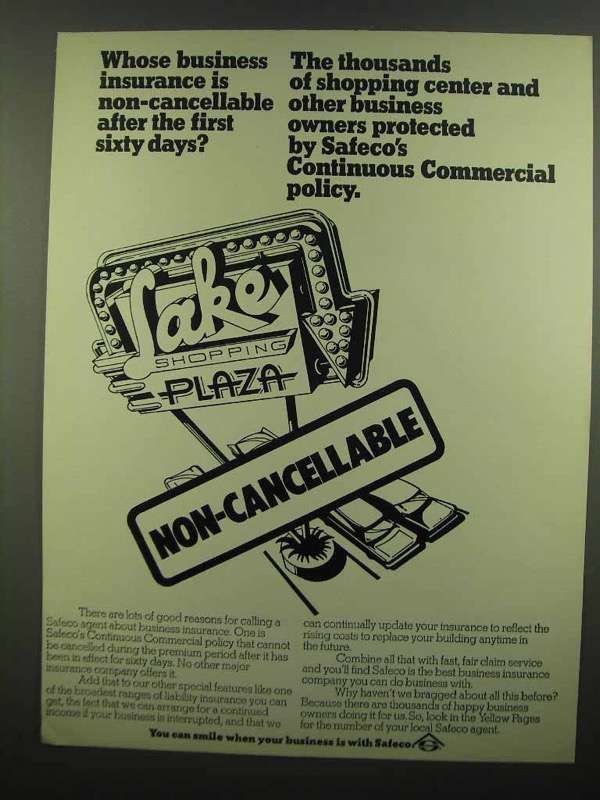 Whose business
insurance is
non-cancellable
after the first
sixty days?
The thousands
of shopping center and
other business
owners protected
by Safeco's
Continuous Commercial
policy.
Lake
SHOPPING
PLAZA
NON-CANCELLABLE
There are lots of good reasons for calling a
Safeco agent about business insurance. One is
Safeco's Continuous Commercial policy that cannot
be cancelled during the premium period after it has
been in effect for sixty days. No other major
insurance company offers it.
Add that to our other special features like one
of the broadest ranges of liability insurance you can
get, the fact that we can arrange for a continued
income if your business is interrupted, and that we
can continually update your insurance to reflect the
rising costs to replace your building anytime in
the future.
Combine all that with fast, fair claim service
and you'll find Safeco is the best business insurance
company you can do business with.
Why haven't we bragged about all this before?
Because there are thousands of happy business
owners doing it for us. So, look in the Yellow Pages
for the number of your local Safeco agent.
You can smile when your business is with Safeco.